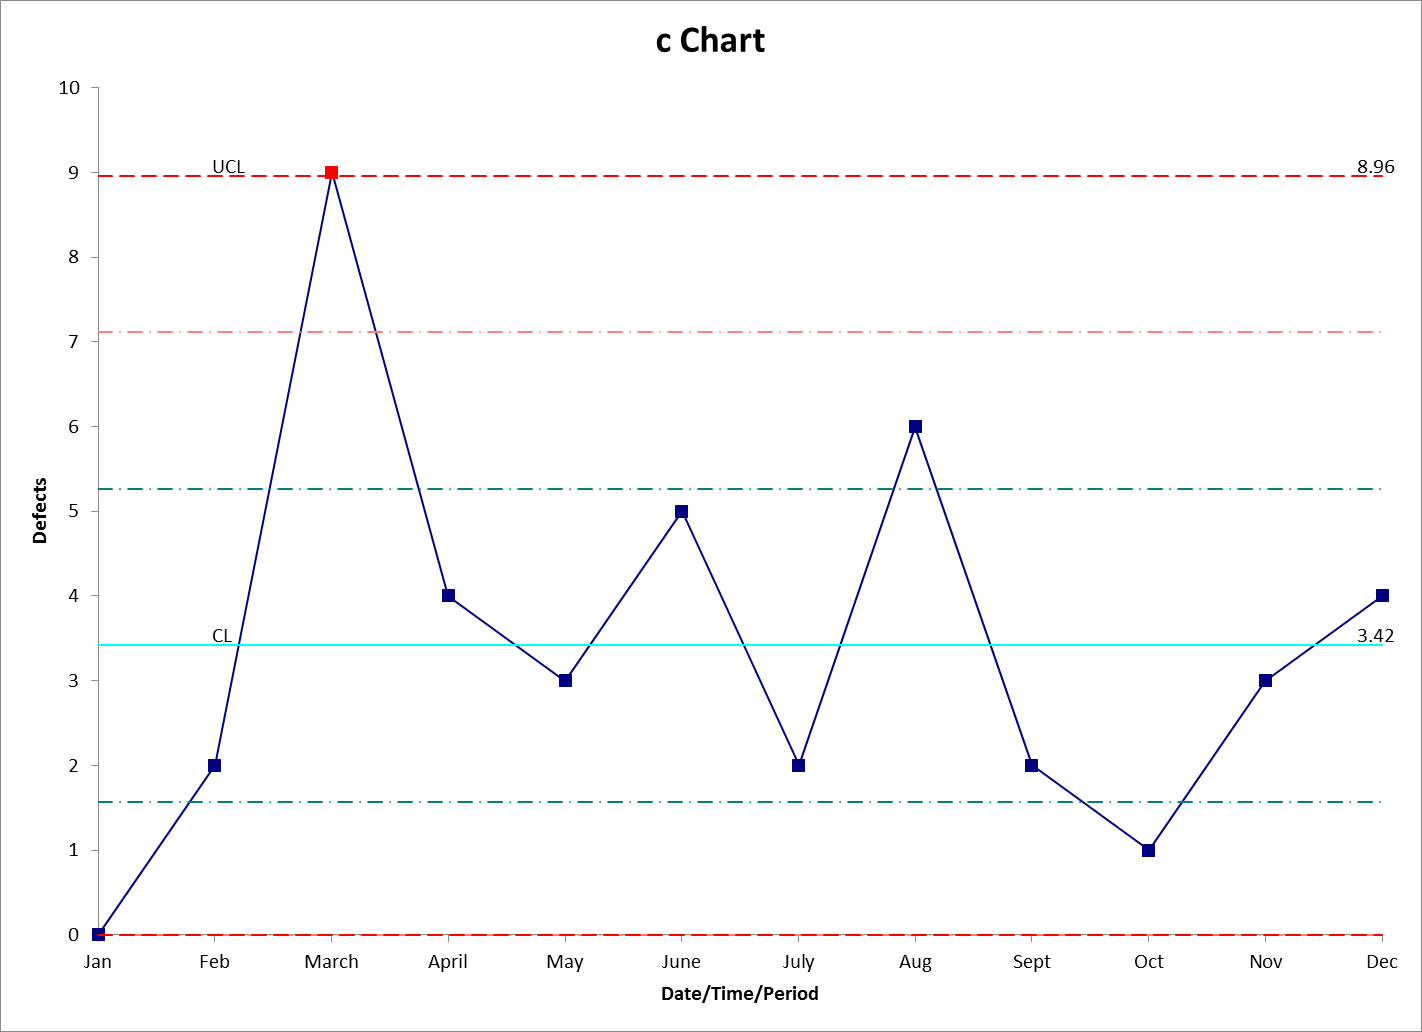 c Chart
10
UCL
8.96
9
8
7
6
5
4
CL
3.42
3
2
1
0
Defects
Jan Feb March April May June July Aug Sept Oct Nov Dec
Date/Time/Period